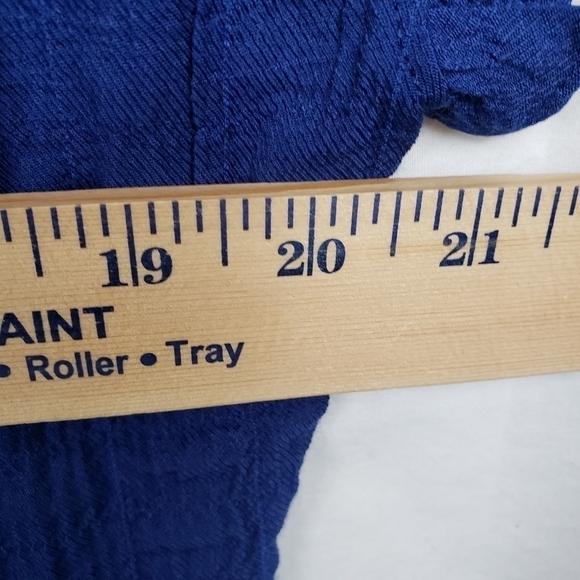 19 20 21
AINT
• Roller • Tray